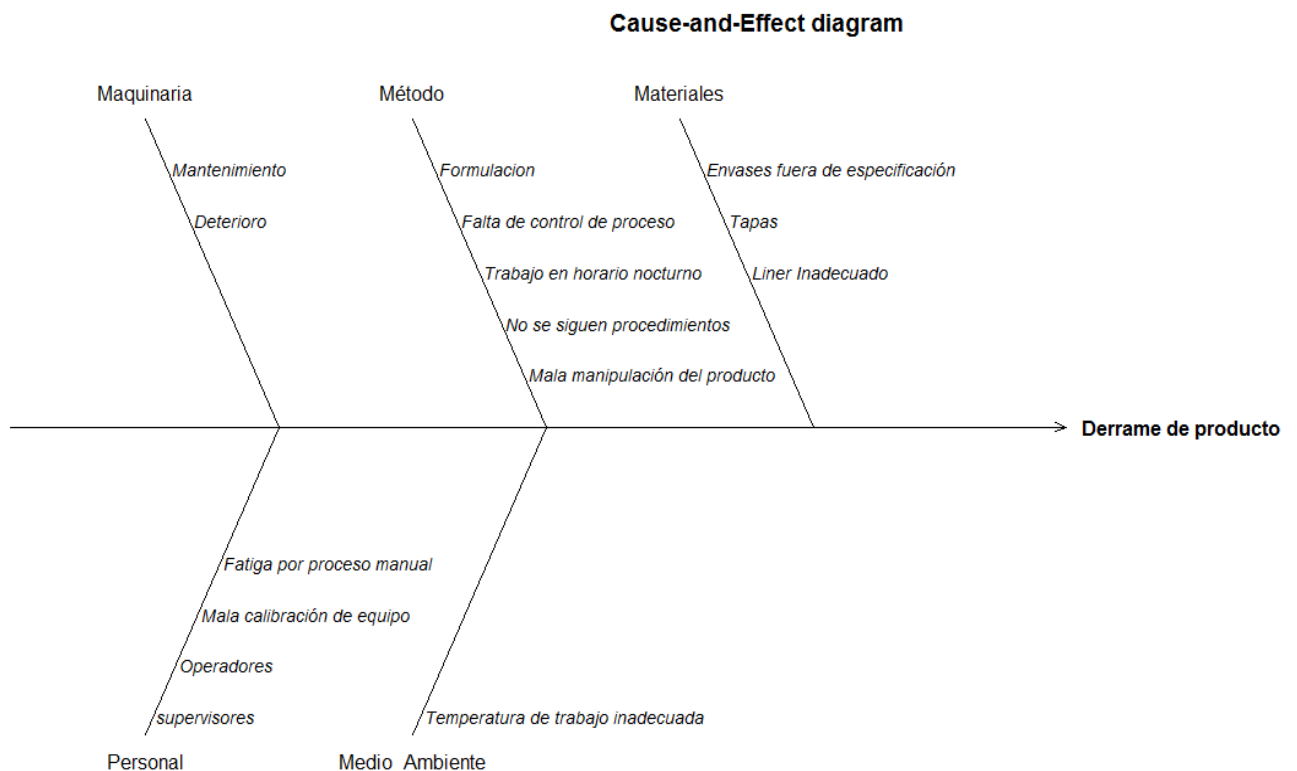 Cause-and-Effect diagram
Maquinaria
Método
Materiales
Mantenimiento
Formulacion
Envases fuera de especificación
Deterioro
Falta de control de proceso
Tapas
Trabajo en horario nocturno
Liner Inadecuado
No se siguen procedimientos
Mala manipulación del producto
Derrame de producto
Fatiga por proceso manual
Mala calibración de equipo
Operadores
supervisores
Temperatura de trabajo inadecuada
Personal
Medio Ambiente